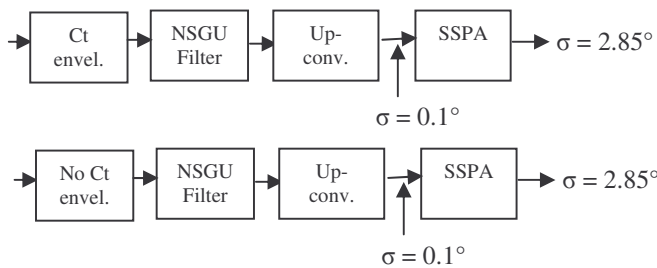 Ct
envel.
NSGU
Filter
Up-
conv.
SSPA
σ = 2.85°
σ = 0.1°
No Ct
envel.
NSGU
Filter
Up-
conv.
SSPA
σ = 2.85°
σ = 0.1°